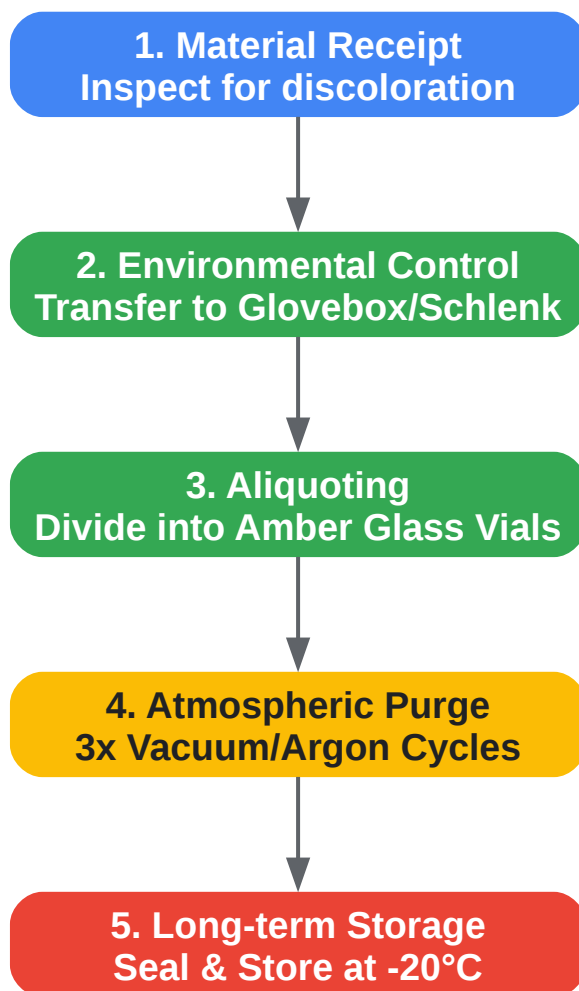 1. Material Receipt
Inspect for discoloration
2. Environmental Control
Transfer to Glovebox/Schlenk
3. Aliquoting
Divide into Amber Glass Vials
4. Atmospheric Purge
3x Vacuum/Argon Cycles
5. Long-term Storage
Seal & Store at -20°C